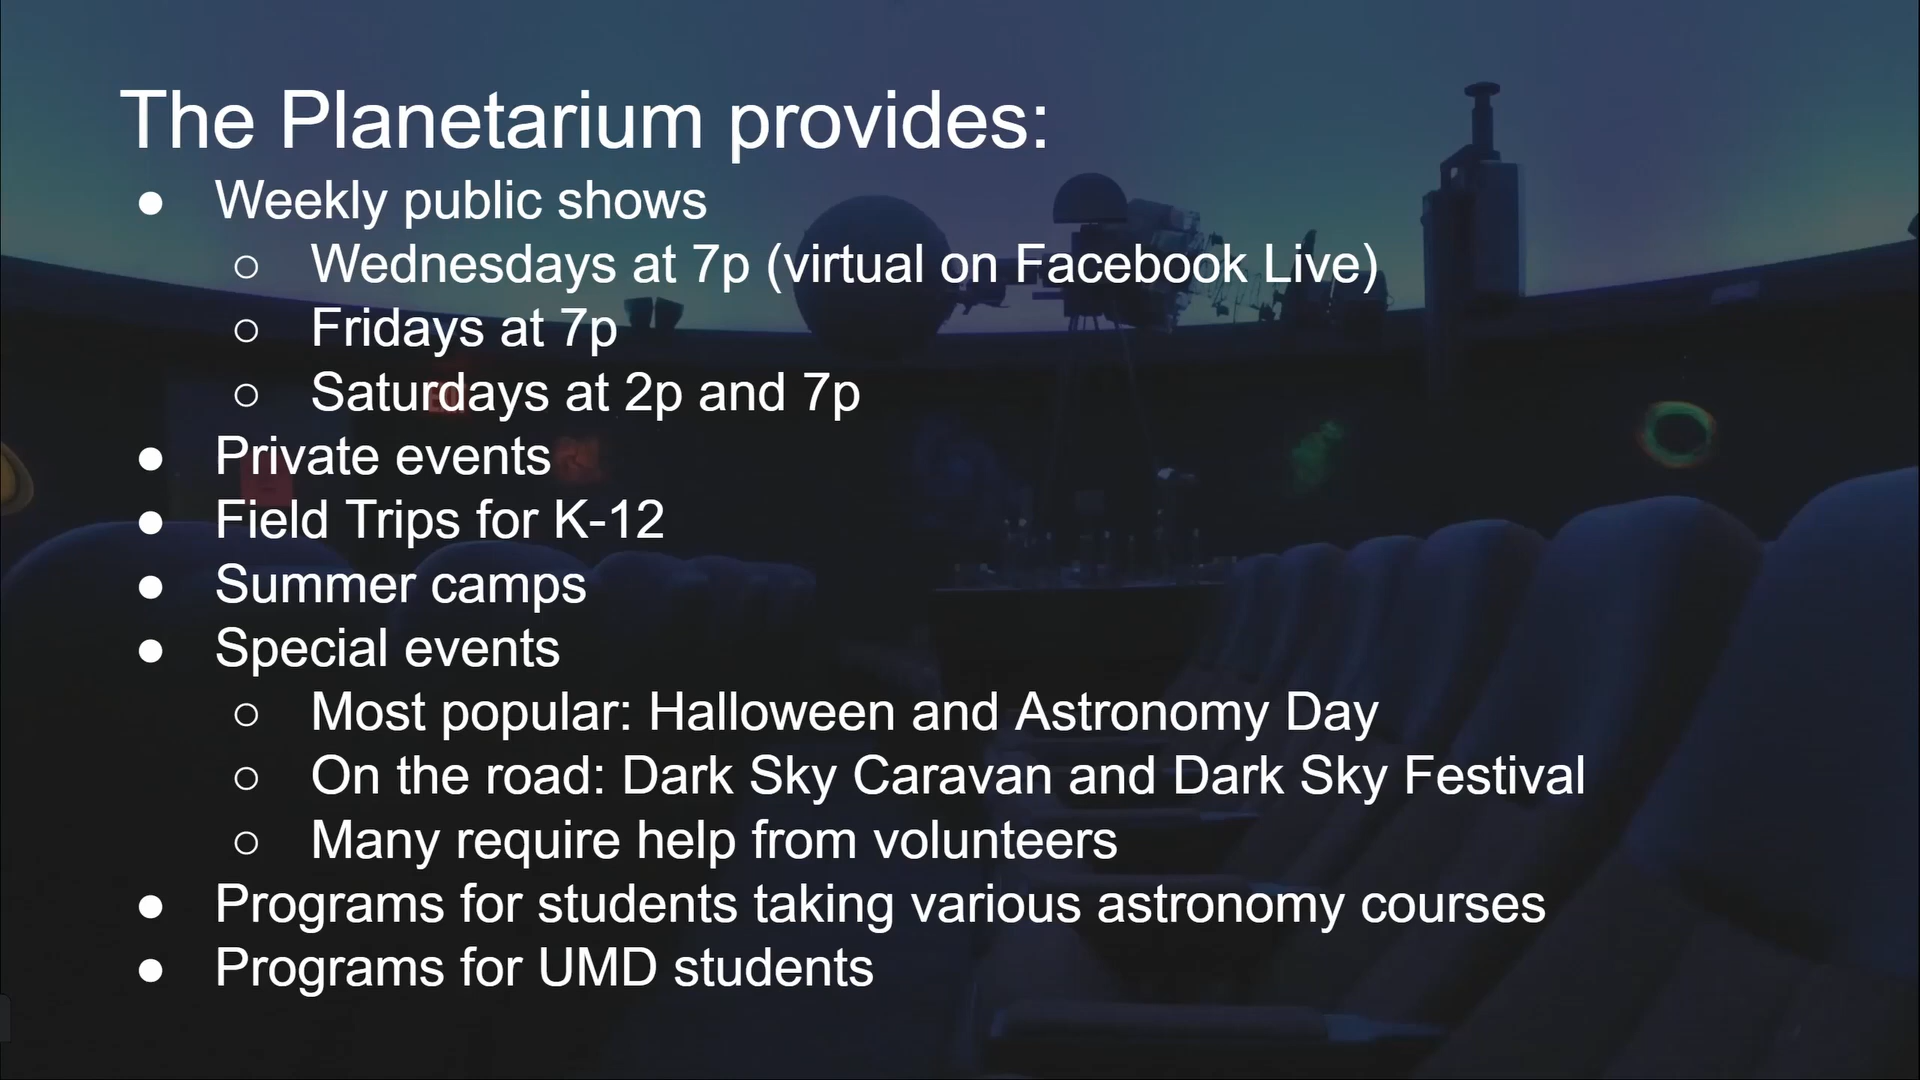 The Planetarium provides:
● Weekly public shows
○ Wednesdays at 7p (virtual on Facebook Live)
○ Fridays at 7p
○ Saturdays at 2p and 7p
● Private events
● Field Trips for K-12
● Summer camps
● Special events
○ Most popular: Halloween and Astronomy Day
○ On the road: Dark Sky Caravan and Dark Sky Festival
○ Many require help from volunteers
● Programs for students taking various astronomy courses
● Programs for UMD students